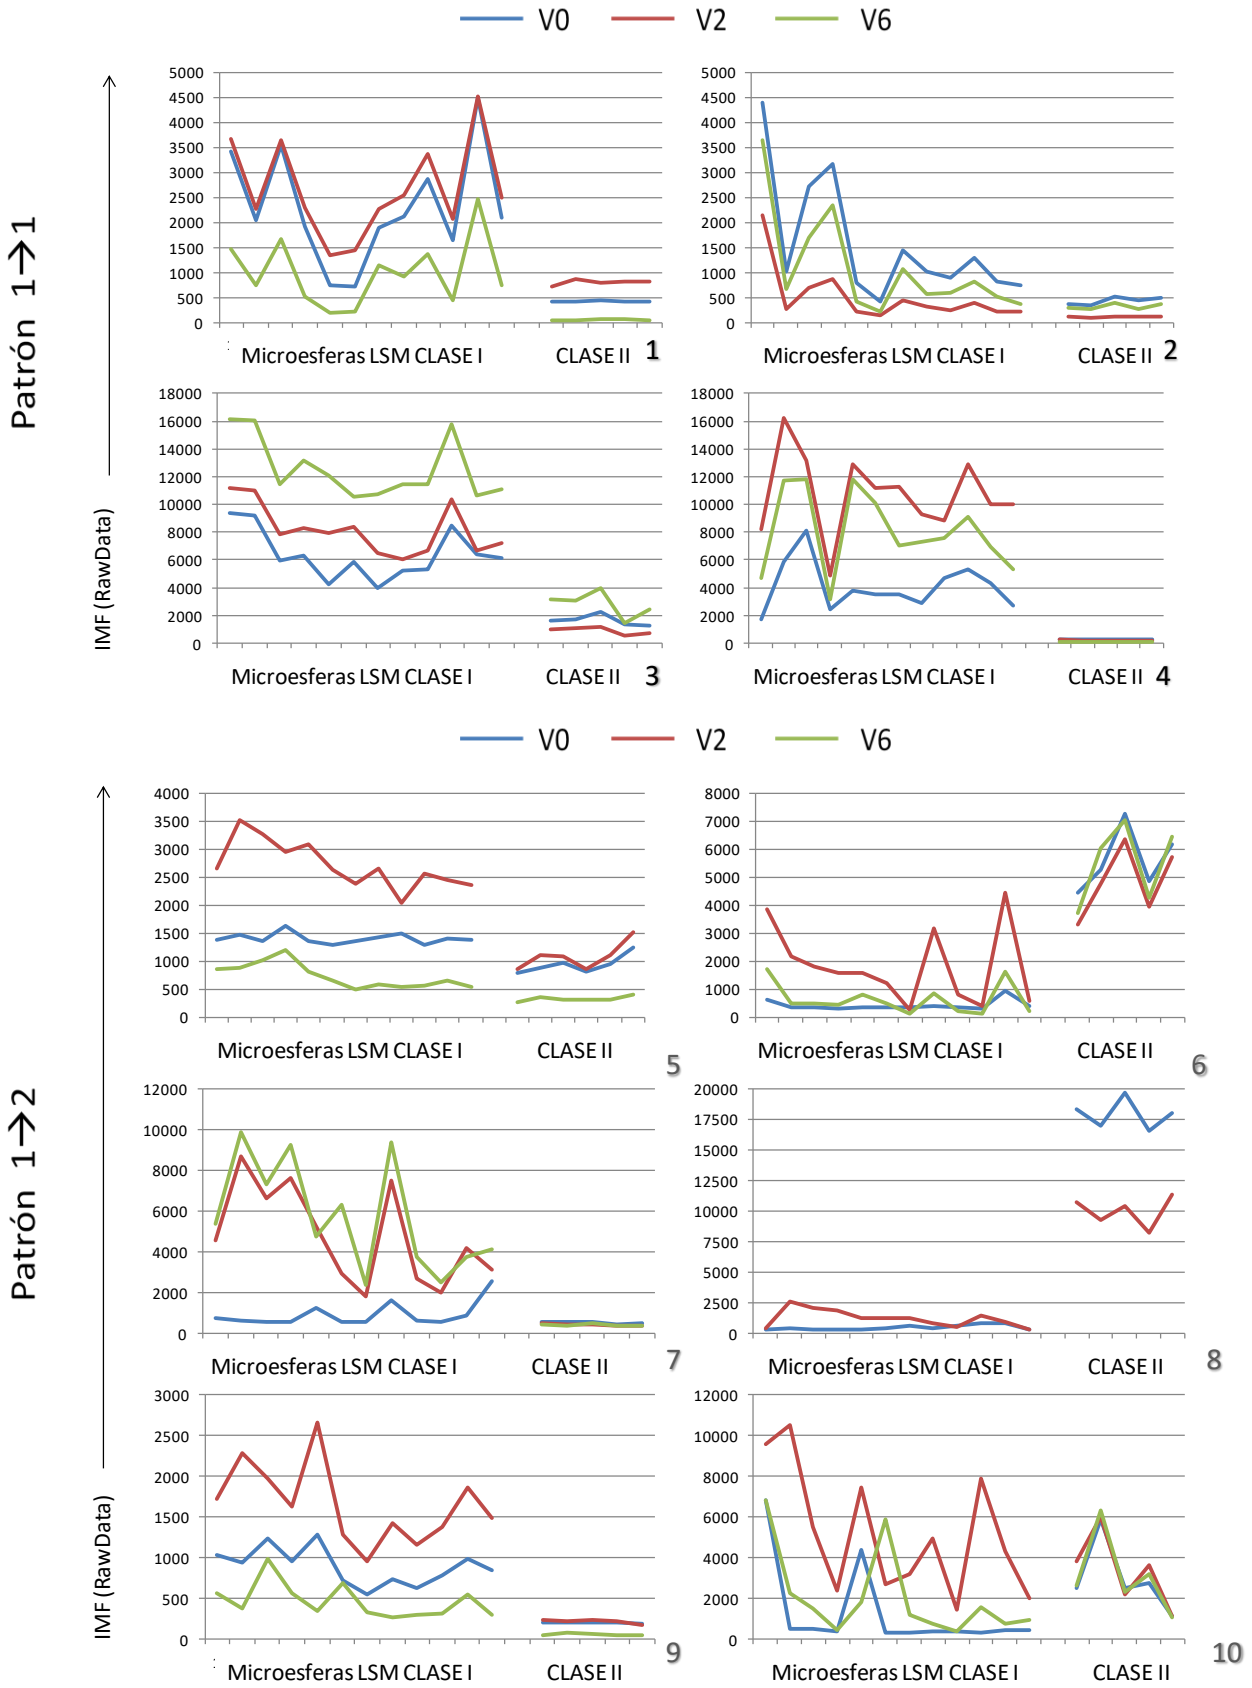 V0 V2 V6
Patrón 1→1
IMF (RawData)
5000 4500 4000 3500 3000 2500 2000 1500 1000 500 0
Microesferas LSM CLASE I CLASE II 1
5000 4500 4000 3500 3000 2500 2000 1500 1000 500 0
Microesferas LSM CLASE I CLASE II 2
18000 16000 14000 12000 10000 8000 6000 4000 2000 0
Microesferas LSM CLASE I CLASE II 3
18000 16000 14000 12000 10000 8000 6000 4000 2000 0
Microesferas LSM CLASE I CLASE II 4
V0 V2 V6
Patrón 1→2
IMF (RawData)
4000 3500 3000 2500 2000 1500 1000 500 0
Microesferas LSM CLASE I CLASE II 5
8000 7000 6000 5000 4000 3000 2000 1000 0
Microesferas LSM CLASE I CLASE II 6
12000 10000 8000 6000 4000 2000 0
Microesferas LSM CLASE I CLASE II 7
20000 17500 15000 12500 10000 7500 5000 2500 0
Microesferas LSM CLASE I CLASE II 8
3000 2500 2000 1500 1000 500 0
Microesferas LSM CLASE I CLASE II 9
12000 10000 8000 6000 4000 2000 0
Microesferas LSM CLASE I CLASE II 10